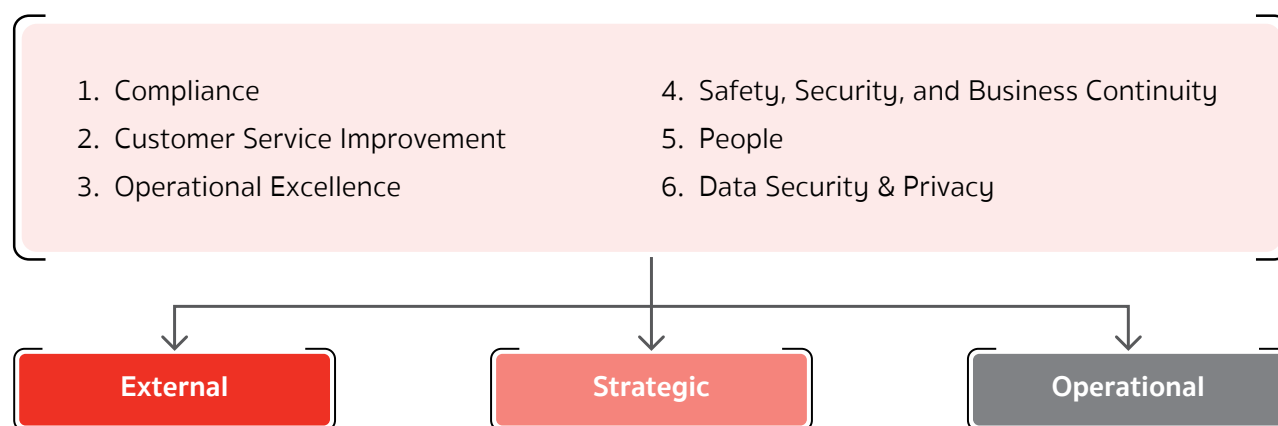 1. Compliance
2. Customer Service Improvement
3. Operational Excellence
4. Safety, Security, and Business Continuity
5. People
6. Data Security & Privacy
External
Strategic
Operational